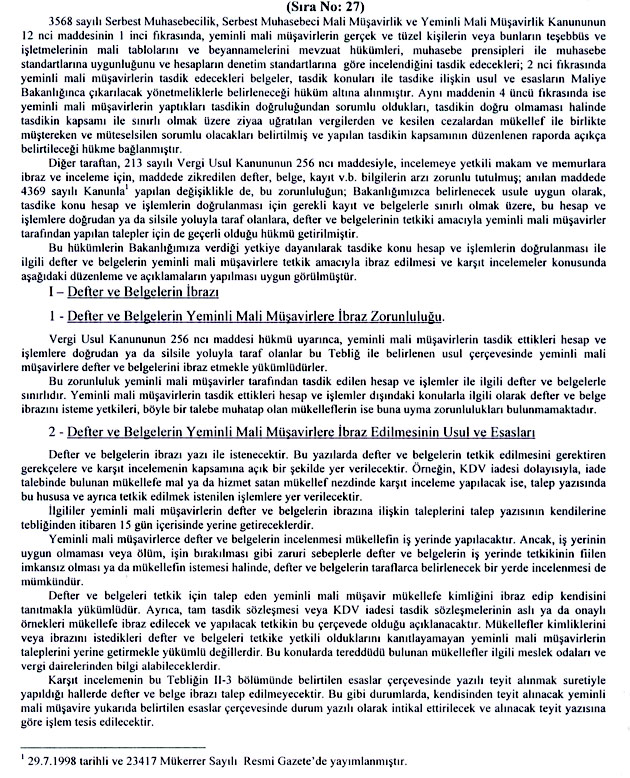 (Sıra No: 27)
3568 sayılı Serbest Muhasebecilik, Serbest Muhasebeci Mali Müşavirlik ve Yeminli Mali Müşavirlik Kanununun
12 nci maddesinin 1 inci fıkrasında, yeminli mali müşavirlerin gerçek ve tüzel kişilerin veya bunların teşebbüs ve
işletmelerinin mali tablolarını ve beyannamelerini mevzuat hükümleri, muhasebe prensipleri ile muhasebe
standartlarına uygunluğunu ve hesapların denetim standartlarına göre incelendiğini tasdik edecekleri; 2 nci fıkrasında
yeminli mali müşavirlerin tasdik edecekleri belgeler, tasdik konuları ile tasdike ilişkin usul ve esasların Maliye
Bakanlığınca çıkarılacak yönetmeliklerle belirleneceği hüküm altına alınmıştır. Aynı maddenin 4 üncü fıkrasında ise
yeminli mali müşavirlerin yaptıkları tasdikin doğruluğundan sorumlu oldukları, tasdikin doğru olmaması halinde
tasdikin kapsamı ile sınırlı olmak üzere ziyaa uğratılan vergilerden ve kesilen cezalardan mükellef ile birlikte
müştereken ve müteselsilen sorumlu olacakları belirtilmiş ve yapılan tasdikin kapsamının düzenlenen raporda açıkça
belirtileceği hükme bağlanmıştır.
Diğer taraftan, 213 sayılı Vergi Usul Kanununun 256 ncı maddesiyle, incelemeye yetkili makam ve memurlara
ibraz ve inceleme için, maddede zikredilen defter, belge, kayıt v.b. bilgilerin arzı zorunlu tutulmuş; anılan maddede
4369 sayılı Kanunla¹ yapılan değişiklikle de, bu zorunluluğun; Bakanlığımızca belirlenecek usule uygun olarak,
tasdike konu hesap ve işlemlerin doğrulanması için gerekli kayıt ve belgelerle sınırlı olmak üzere, bu hesap ve
işlemlere doğrudan ya da silsile yoluyla taraf olanlara, defter ve belgelerinin tetkiki amacıyla yeminli mali müşavirler
tarafından yapılan talepler için de geçerli olduğu hükmü getirilmiştir.
Bu hükümlerin Bakanlığımıza verdiği yetkiye dayanılarak tasdike konu hesap ve işlemlerin doğrulanması ile
ilgili defter ve belgelerin yeminli mali müşavirlere tetkik amacıyla ibraz edilmesi ve karşıt incelemeler konusunda
aşağıdaki düzenleme ve açıklamaların yapılması uygun görülmüştür.
I – Defter ve Belgelerin İbrazı
1 - Defter ve Belgelerin Yeminli Mali Müşavirlere İbraz Zorunluluğu.
Vergi Usul Kanununun 256 ncı maddesi hükmü uyarınca, yeminli mali müşavirlerin tasdik ettikleri hesap ve
işlemlere doğrudan ya da silsile yoluyla taraf olanlar bu Tebliğ ile belirlenen usul çerçevesinde yeminli mali
müşavirlere defter ve belgelerini ibraz etmekle yükümlüdürler.
Bu zorunluluk yeminli mali müşavirler tarafından tasdik edilen hesap ve işlemler ile ilgili defter ve belgelerle
sınırlıdır. Yeminli mali müşavirlerin tasdik ettikleri hesap ve işlemler dışındaki konularla ilgili olarak defter ve belge
ibrazını isteme yetkileri, böyle bir talebe muhatap olan mükelleflerin ise buna uyma zorunlulukları bulunmamaktadır.
2 - Defter ve Belgelerin Yeminli Mali Müşavirlere İbraz Edilmesinin Usul ve Esasları
Defter ve belgelerin ibrazı yazı ile istenecektir. Bu yazılarda defter ve belgelerin tetkik edilmesini gerektiren
gerekçelere ve karşıt incelemenin kapsamına açık bir şekilde yer verilecektir. Örneğin, KDV iadesi dolayısıyla, iade
talebinde bulunan mükellefe mal ya da hizmet satan mükellef nezdinde karşıt inceleme yapılacak ise, talep yazısında
bu hususa ve ayrıca tetkik edilmek istenilen işlemlere yer verilecektir.
İlgililer yeminli mali müşavirlerin defter ve belgelerin ibrazına ilişkin taleplerini talep yazısının kendilerine
tebliğinden itibaren 15 gün içerisinde yerine getireceklerdir.
Yeminli mali müşavirlerce defter ve belgelerin incelenmesi mükellefin iş yerinde yapılacaktır. Ancak, iş yerinin
uygun olmaması veya ölüm, işin bırakılması gibi zaruri sebeplerle defter ve belgelerin iş yerinde tetkikinin fiilen
imkansız olması ya da mükellefin istemesi halinde, defter ve belgelerin taraflarca belirlenecek bir yerde incelenmesi de
mümkündür.
Defter ve belgeleri tetkik için talep eden yeminli mali müşavir mükellefe kimliğini ibraz edip kendisini
tanıtmakla yükümlüdür. Ayrıca, tam tasdik sözleşmesi veya KDV iadesi tasdik sözleşmelerinin aslı ya da onaylı
örnekleri mükellefe ibraz edilecek ve yapılacak tetkikin bu çerçevede olduğu açıklanacaktır. Mükellefler kimliklerini
veya ibrazını istedikleri defter ve belgeleri tetkike yetkili olduklarını kanıtlayamayan yeminli mali müşavirlerin
taleplerini yerine getirmekle yükümlü değillerdir. Bu konularda tereddüdü bulunan mükellefler ilgili meslek odaları ve
vergi dairelerinden bilgi alabileceklerdir.
Karşıt incelemenin bu Tebliğin II-3 bölümünde belirtilen esaslar çerçevesinde yazılı teyit alınmak suretiyle
yapıldığı hallerde defter ve belge ibrazı talep edilmeyecektir. Bu gibi durumlarda, kendisinden teyit alınacak yeminli
mali müşavire yukarıda belirtilen esaslar çerçevesinde durum yazılı olarak intikal ettirilecek ve alınacak teyit yazısına
göre işlem tesis edilecektir.
¹ 29.7.1998 tarihli ve 23417 Mükerrer Sayılı Resmi Gazete'de yayımlanmıştır.